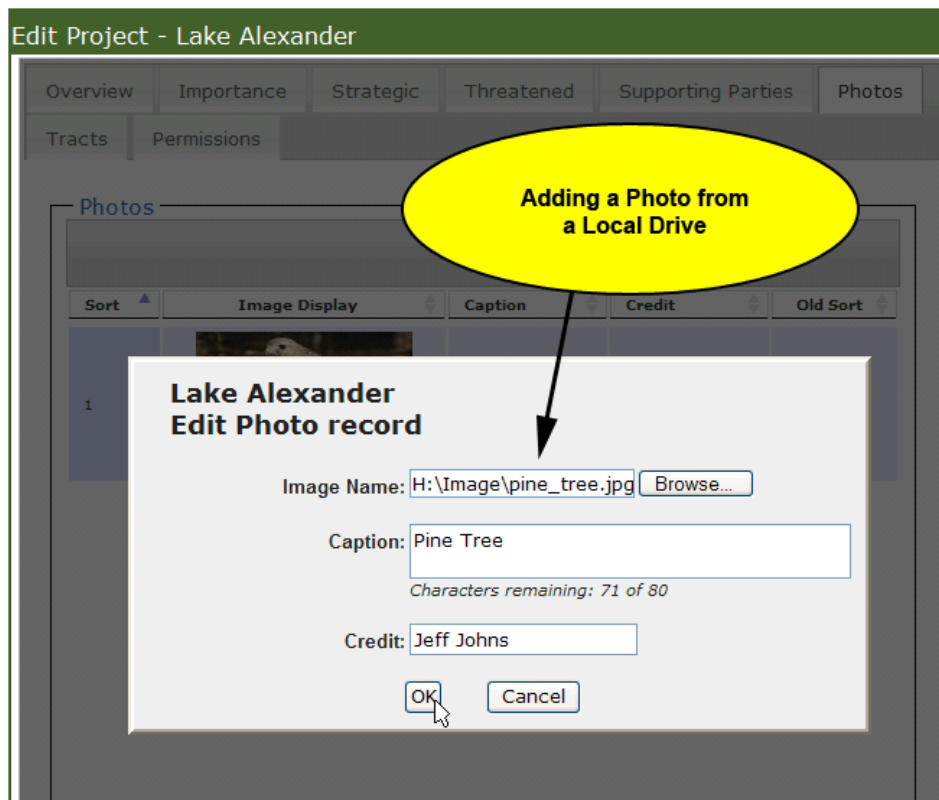 Edit Project - Lake Alexander
Overview Importance Strategic Threatened Supporting Parties Photos
Tracts Permissions
Adding a Photo from
a Local Drive
Photos
Sort Image Display Caption Credit Old Sort
1
Lake Alexander
Edit Photo record
Image Name: H:\Image\pine_tree.jpg Browse...
Caption: Pine Tree
Characters remaining: 71 of 80
Credit: Jeff Johns
OK Cancel